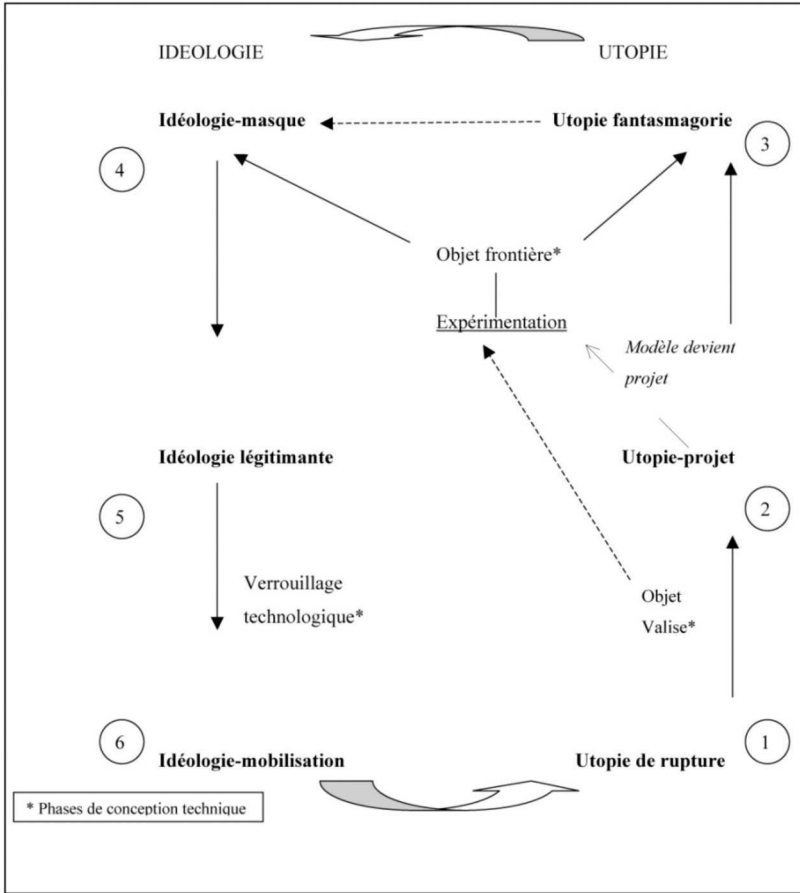 IDEOLOGIE
UTOPIE
Idéologie-masque
Utopie fantasmagorie
3
4
Objet frontière*
Expérimentation
Modèle devient
projet
Idéologie légitimante
Utopie-projet
5
2
Verrouillage
technologique*
Objet
Valise*
6
Idéologie-mobilisation
Utopie de rupture
1
* Phases de conception technique